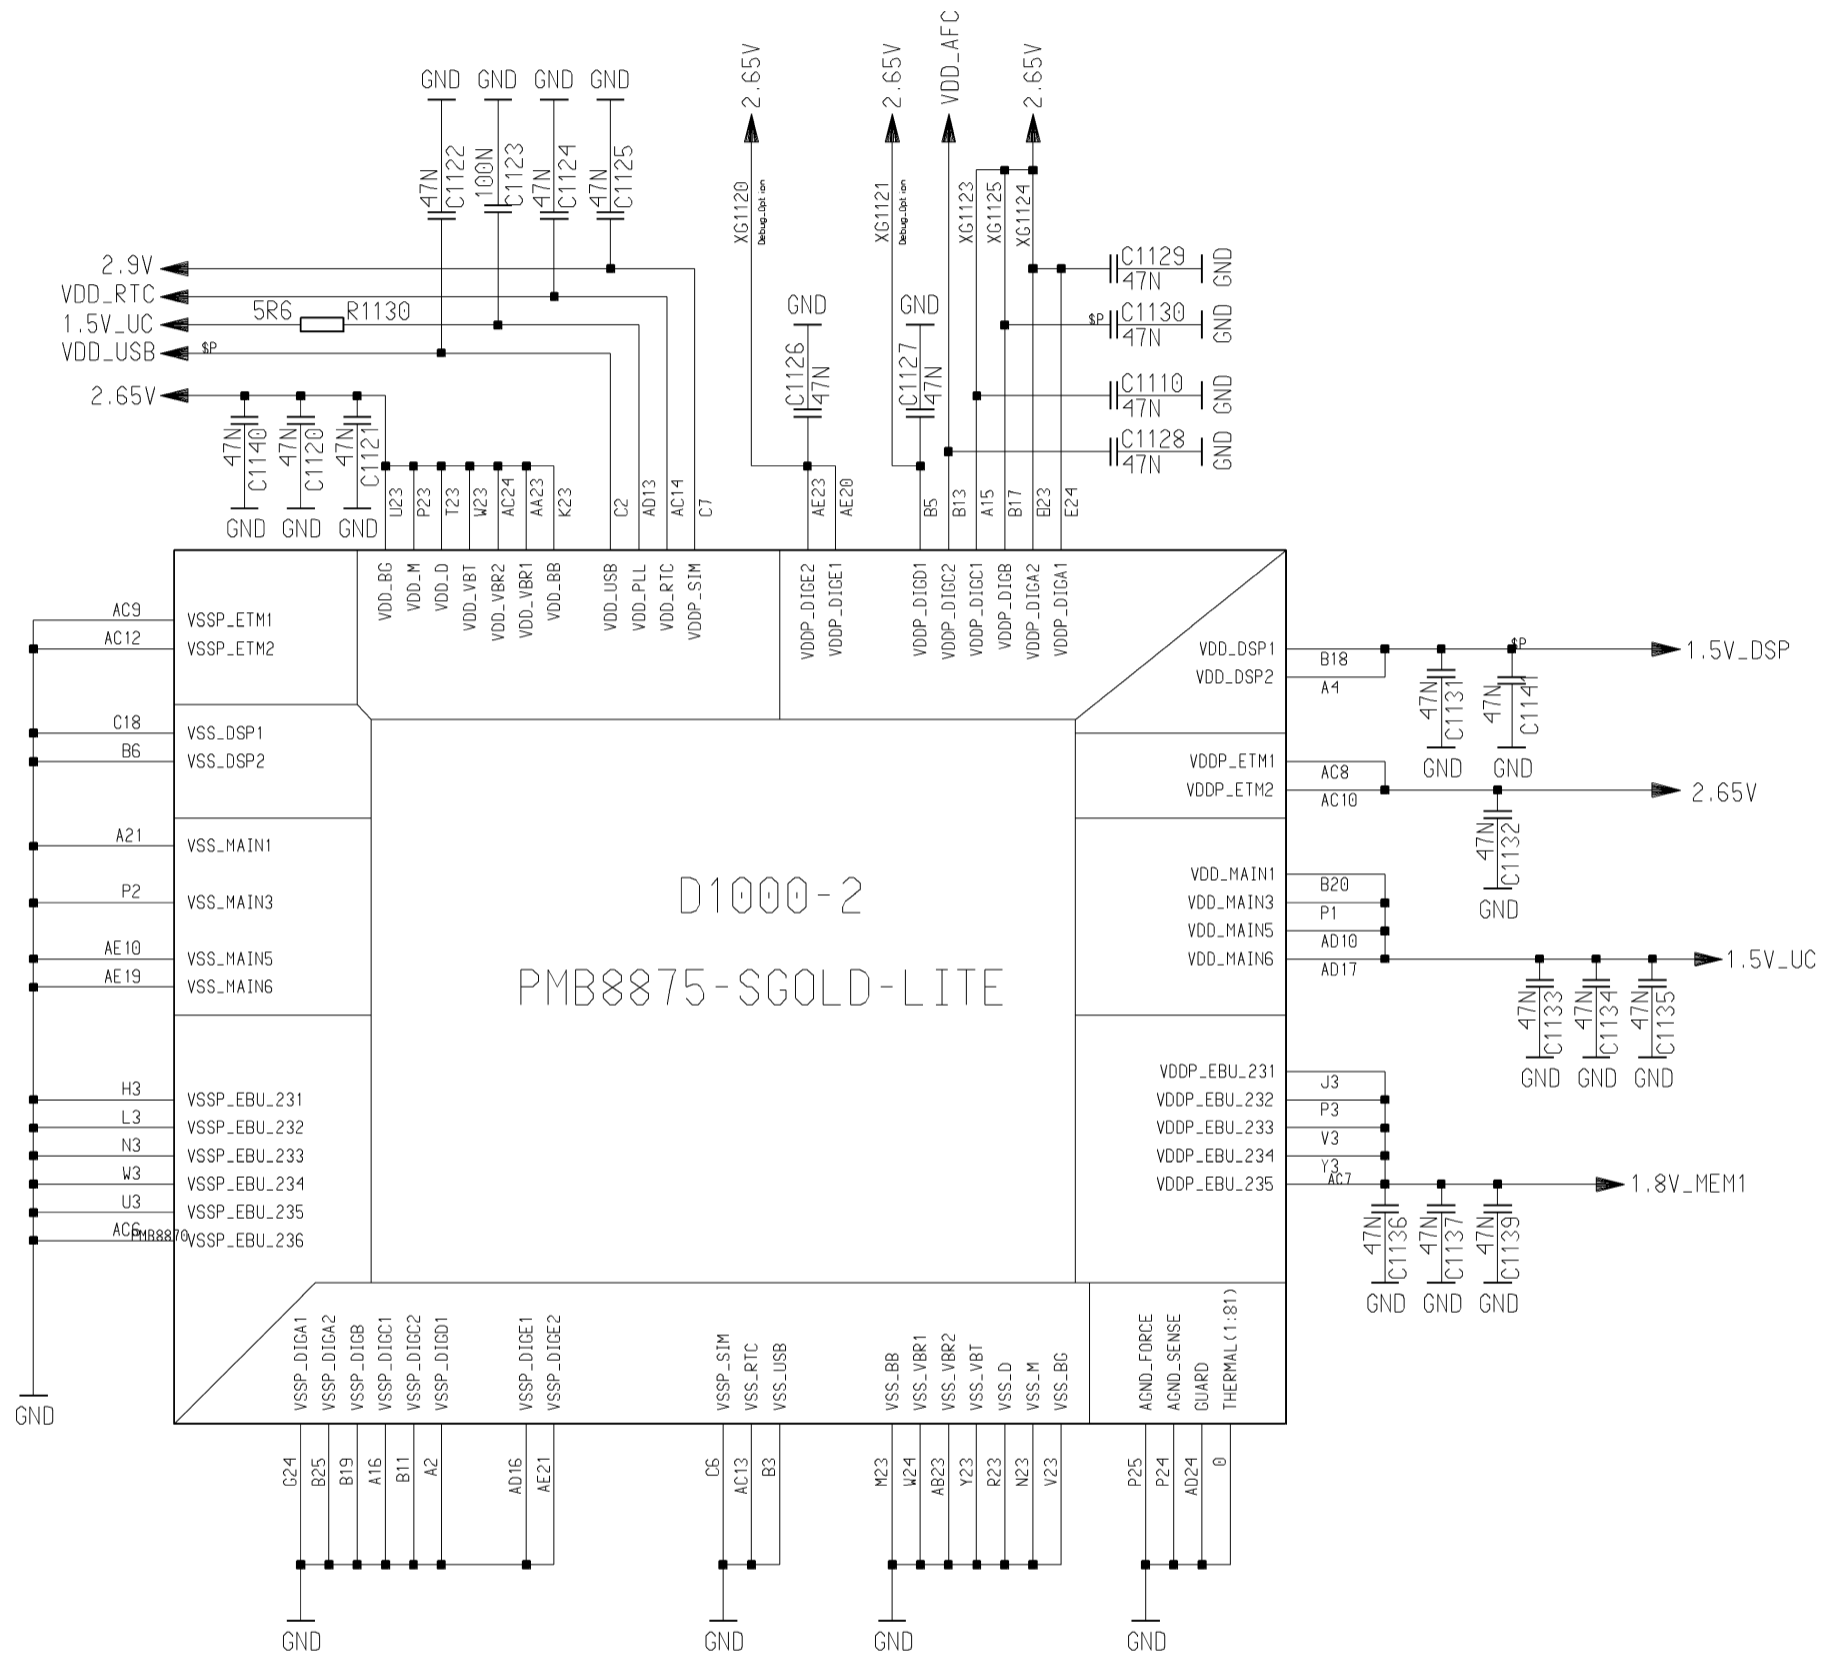 GND GND GND GND
2.65V 2.65V VDD_AFC 2.65V
47N C1122 100N C1123 47N C1124 47N C1125
XG1120 Debug_Option XG1121 Debug_Option XG1123 XG1125 XG1124
2.9V
VDD_RTC
1.5V_UC 5R6 R1130
VDD_USB $P
2.65V
C1129 47N GND
$P C1130 47N GND
C1110 47N GND
C1128 47N GND
GND GND
C1126 47N C1127 47N
47N C1140 47N C1120 47N C1121
GND GND GND
U23 P23 T23 W23 AC24 AA23 K23 C2 AD13 AC14 C7 AE23 AE20 B5 B13 A15 B17 B23 E24
VDD_BG VDD_M VDD_D VDD_VBT VDD_VBR2 VDD_VBR1 VDD_BB VDD_USB VDD_PLL VDD_RTC VDDP_SIM VDDP_DIGE2 VDDP_DIGE1 VDDP_DIGD1 VDDP_DIGC2 VDDP_DIGC1 VDDP_DIGB VDDP_DIGA2 VDDP_DIGA1
AC9 VSSP_ETM1
AC12 VSSP_ETM2
C18 VSS_DSP1
B6 VSS_DSP2
A21 VSS_MAIN1
P2 VSS_MAIN3
AE10 VSS_MAIN5
AE19 VSS_MAIN6
H3 VSSP_EBU_231
L3 VSSP_EBU_232
N3 VSSP_EBU_233
W3 VSSP_EBU_234
U3 VSSP_EBU_235
AC6 PMB8870 VSSP_EBU_236
GND
D1000-2
PMB8875-SGOLD-LITE
VDD_DSP1 B18 $P 1.5V_DSP
VDD_DSP2 A4
47N C1131 47N C1141
GND GND
VDDP_ETM1 AC8
VDDP_ETM2 AC10 2.65V
47N C1132
GND
VDD_MAIN1 B20
VDD_MAIN3 P1
VDD_MAIN5 AD10
VDD_MAIN6 AD17 1.5V_UC
47N C1133 47N C1134 47N C1135
GND GND GND
VDDP_EBU_231 J3
VDDP_EBU_232 P3
VDDP_EBU_233 V3
VDDP_EBU_234 Y3
VDDP_EBU_235 AC7 1.8V_MEM1
47N C1136 47N C1137 47N C1139
GND GND GND
VSSP_DIGA1 VSSP_DIGA2 VSSP_DIGB VSSP_DIGC1 VSSP_DIGC2 VSSP_DIGD1 VSSP_DIGE1 VSSP_DIGE2 VSSP_SIM VSS_RTC VSS_USB VSS_BB VSS_VBR1 VSS_VBR2 VSS_VBT VSS_D VSS_M VSS_BG AGND_FORCE AGND_SENSE GUARD THERMAL(1:81)
G24 B25 B19 A16 B11 A2 AD16 AE21 C6 AC13 B3 M23 W24 AB23 Y23 R23 N23 V23 P25 P24 AD24 0
GND GND GND GND